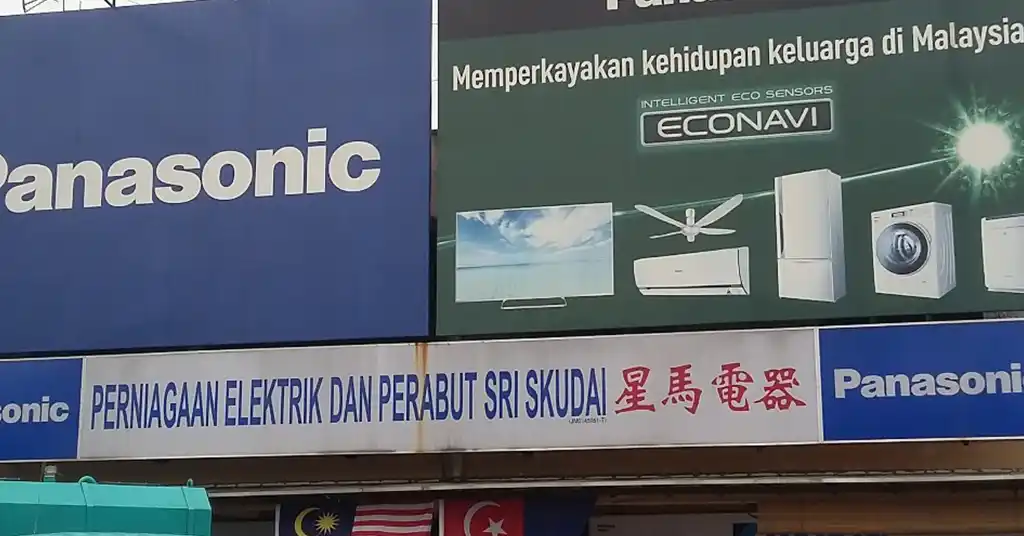 Panasonic
Memperkayakan kehidupan keluarga di Malaysia
INTELLIGENT ECO SENSORS
ECONAVI
PERNIAGAAN ELEKTRIK DAN PERABUT SRI SKUDAI 星馬電器
Panasonic